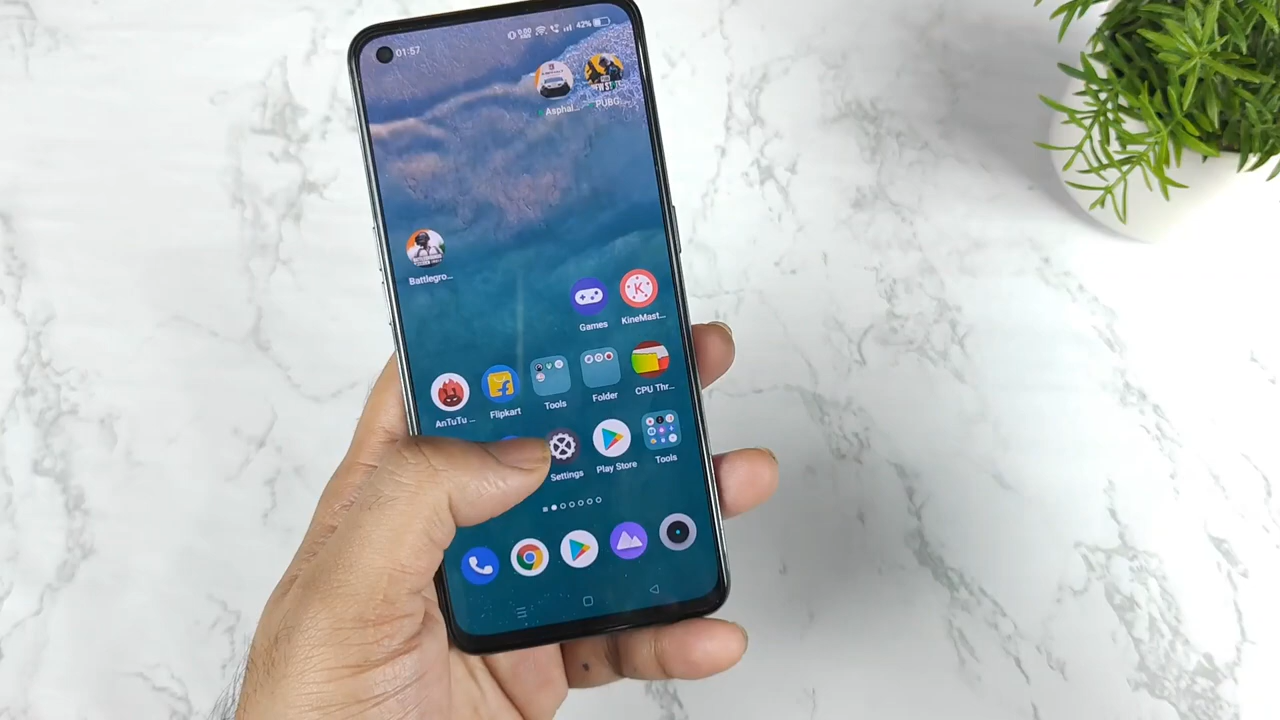 01:57
42%
Asphal...
PUBG
Battlegro...
Games
KineMast...
AnTuTu ...
Flipkart
Tools
Folder
CPU Thr...
Settings
Play Store
Tools